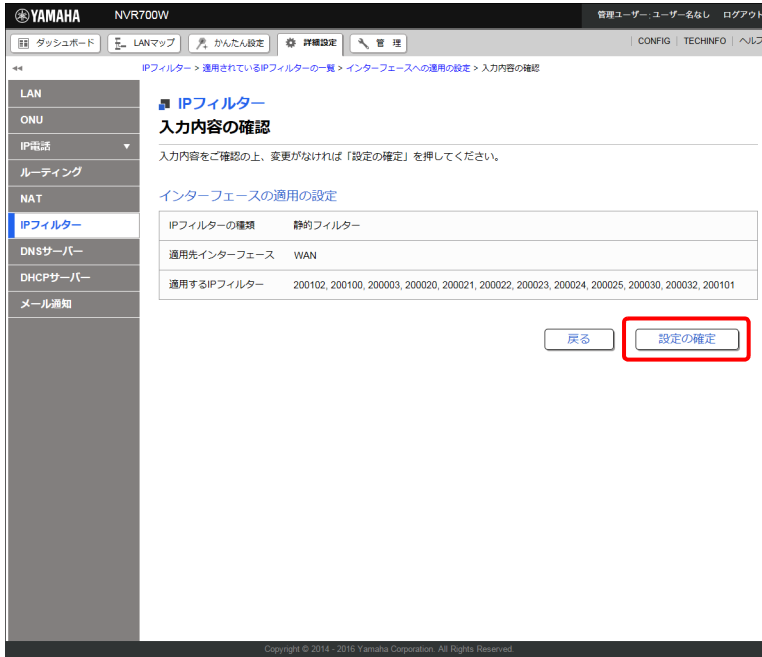 YAMAHA NVR700W 管理ユーザー: ユーザー名なし ログアウト
ダッシュボード LANマップ かんたん設定 詳細設定 管 理 CONFIG TECHINFO ヘルプ
IPフィルター > 適用されているIPフィルターの一覧 > インターフェースへの適用の設定 > 入力内容の確認
LAN
ONU
IP電話
ルーティング
NAT
IPフィルター
DNSサーバー
DHCPサーバー
メール通知
IPフィルター
入力内容の確認
入力内容をご確認の上、変更がなければ「設定の確定」を押してください。
インターフェースの適用の設定
IPフィルターの種類 静的フィルター
適用先インターフェース WAN
適用するIPフィルター 200102, 200100, 200003, 200020, 200021, 200022, 200023, 200024, 200025, 200030, 200032, 200101
戻る 設定の確定
Copyright © 2014 - 2016 Yamaha Corporation. All Rights Reserved.